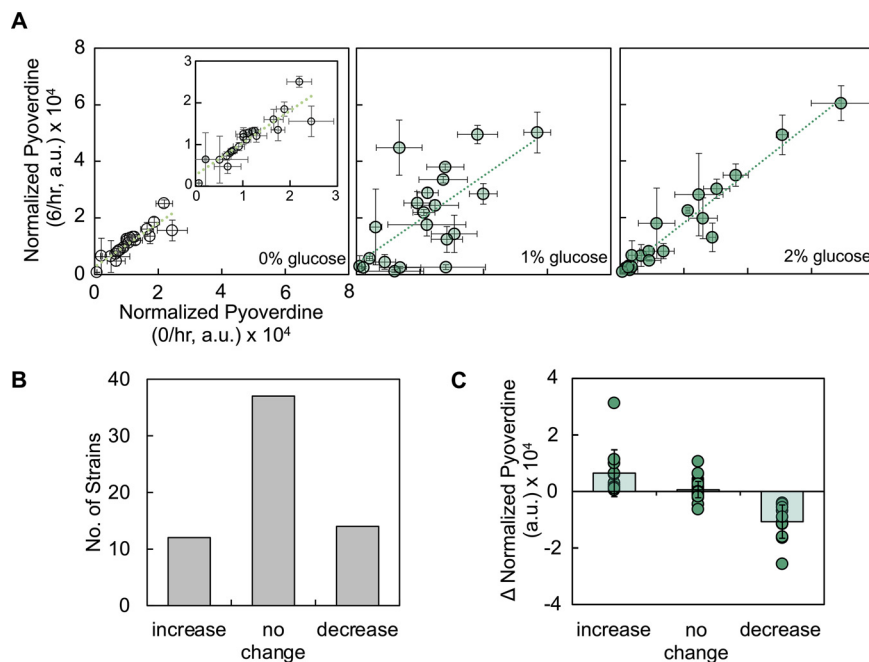 A
Normalized Pyoverdine
(6/hr, a.u.) x 10⁴
8
6
4
2
0
3
2
1
0
0
1
2
3
0% glucose
1% glucose
2% glucose
0
2
4
6
8
Normalized Pyoverdine
(0/hr, a.u.) x 10⁴
B
No. of Strains
40
30
20
10
0
increase
no
change
decrease
C
Δ Normalized Pyoverdine
(a.u.) x 10⁴
4
2
0
-2
-4
increase
no
change
decrease